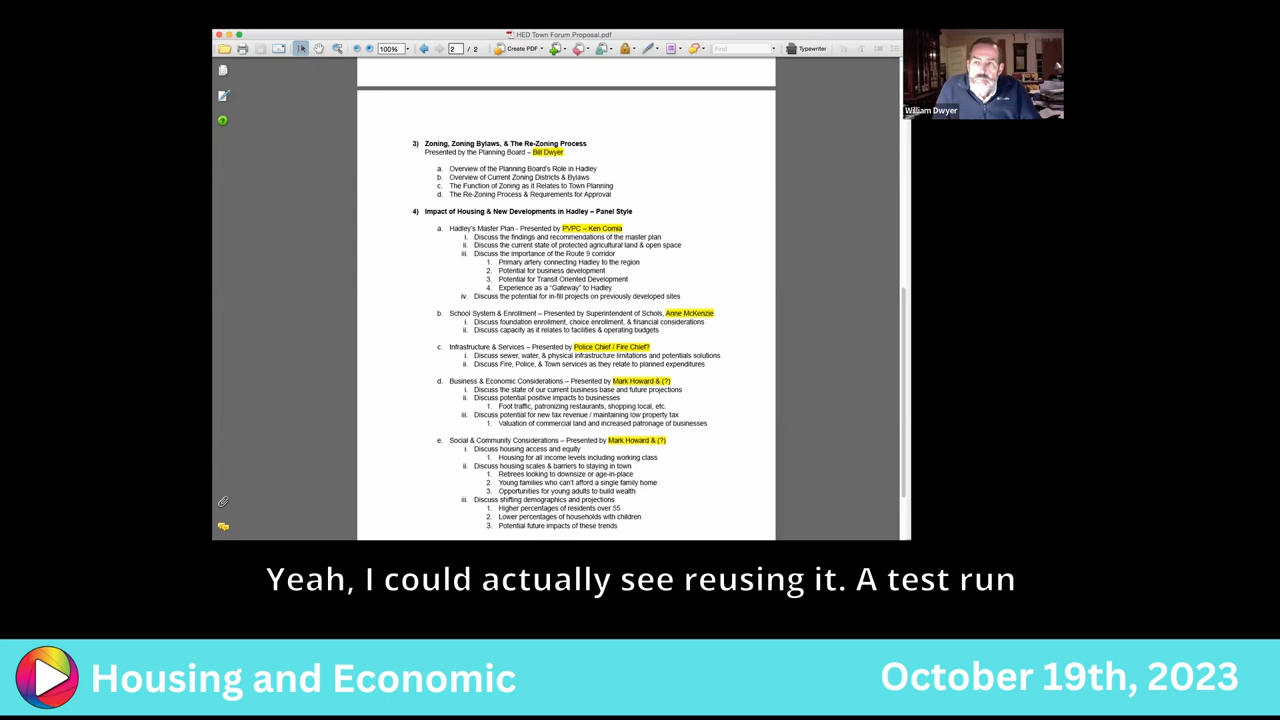 HED Town Forum Proposal.pdf
100%
2 / 2
Create PDF
Find
Typewriter
William Dwyer
3) Zoning, Zoning Bylaws, & The Re-Zoning Process
Presented by the Planning Board – Bill Dwyer
a. Overview of the Planning Board's Role in Hadley
b. Overview of Current Zoning Districts & Bylaws
c. The Function of Zoning as it Relates to Town Planning
d. The Re-Zoning Process & Requirements for Approval
4) Impact of Housing & New Developments in Hadley – Panel Style
a. Hadley's Master Plan - Presented by PVPC – Ken Comia
i. Discuss the findings and recommendations of the master plan
ii. Discuss the current state of protected agricultural land & open space
iii. Discuss the importance of the Route 9 corridor
1. Primary artery connecting Hadley to the region
2. Potential for business development
3. Potential for Transit Oriented Development
4. Experience as a "Gateway" to Hadley
iv. Discuss the potential for in-fill projects on previously developed sites
b. School System & Enrollment – Presented by Superintendent of Schols, Anne McKenzie
i. Discuss foundation enrollment, choice enrollment, & financial considerations
ii. Discuss capacity as it relates to facilities & operating budgets
c. Infrastructure & Services – Presented by Police Chief / Fire Chief?
i. Discuss sewer, water, & physical infrastructure limitations and potentials solutions
ii. Discuss Fire, Police, & Town services as they relate to planned expenditures
d. Business & Economic Considerations – Presented by Mark Howard & (?)
i. Discuss the state of our current business base and future projections
ii. Discuss potential positive impacts to businesses
1. Foot traffic, patronizing restaurants, shopping local, etc.
iii. Discuss potential for new tax revenue / maintaining low property tax
1. Valuation of commercial land and increased patronage of businesses
e. Social & Community Considerations – Presented by Mark Howard & (?)
i. Discuss housing access and equity
1. Housing for all income levels including working class
ii. Discuss housing scales & barriers to staying in town
1. Retirees looking to downsize or age-in-place
2. Young families who can't afford a single family home
3. Opportunities for young adults to build wealth
iii. Discuss shifting demographics and projections
1. Higher percentages of residents over 55
2. Lower percentages of households with children
3. Potential future impacts of these trends
Yeah, I could actually see reusing it. A test run
Housing and Economic
October 19th, 2023